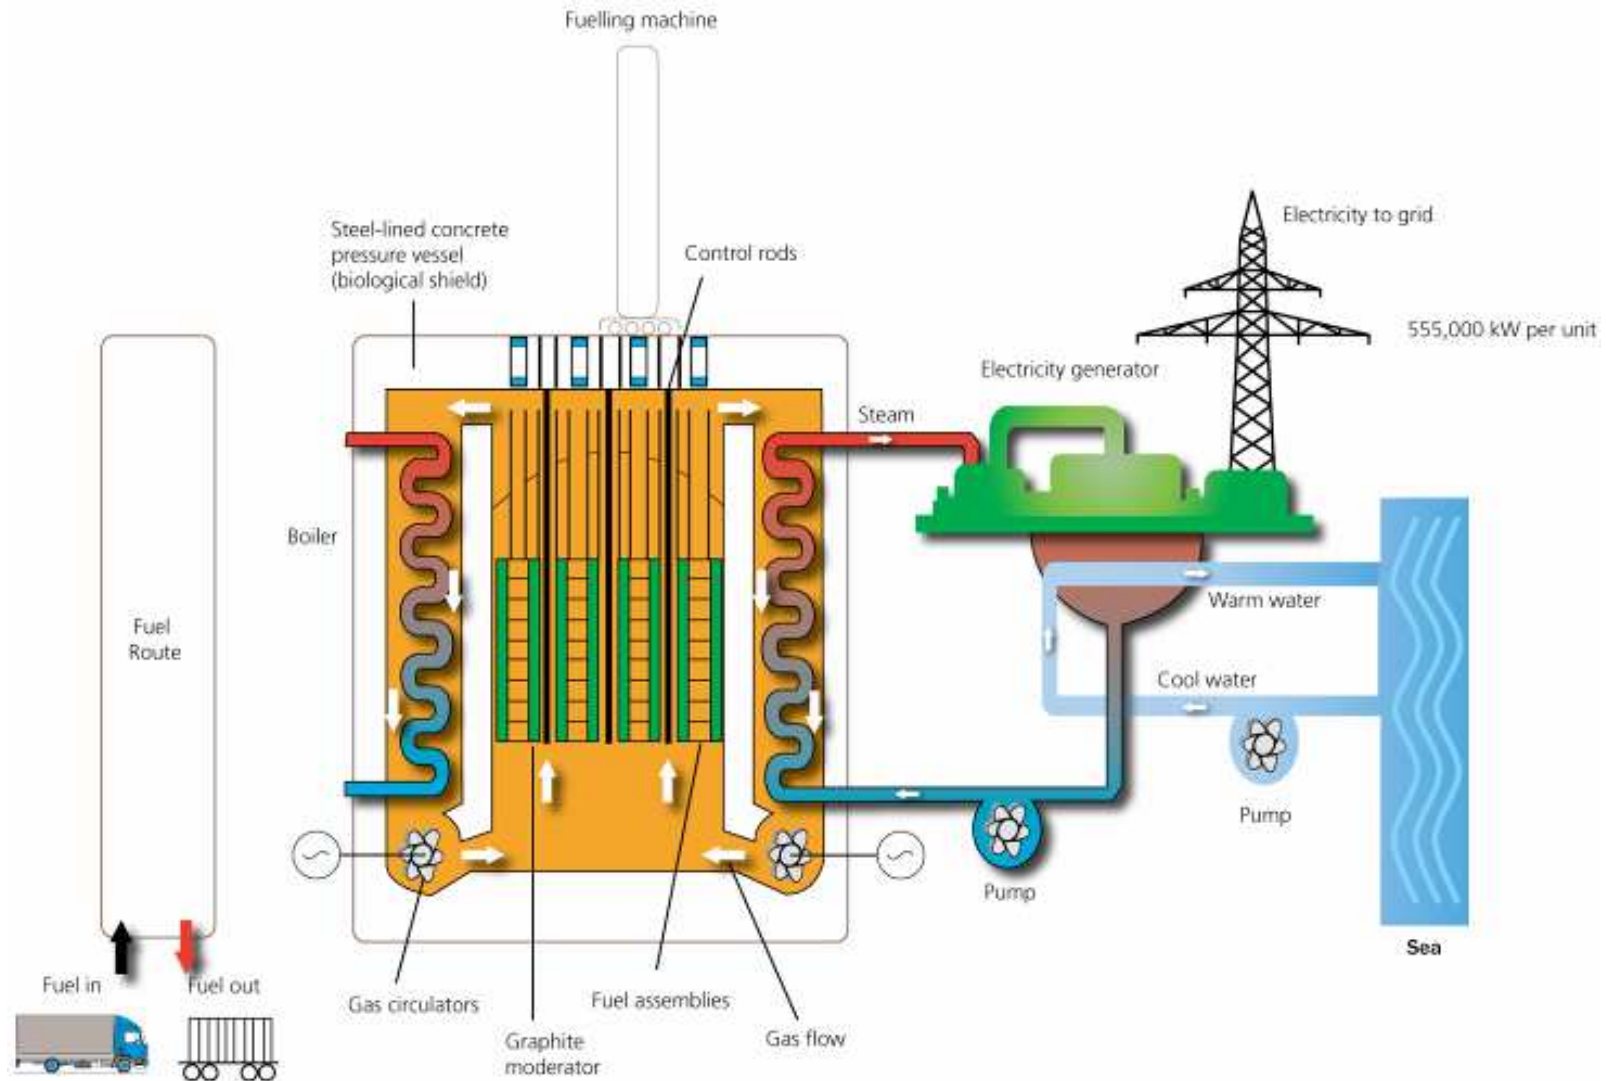 Fuelling machine
Steel-lined concrete
pressure vessel
(biological shield)
Control rods
Electricity to grid
555,000 kW per unit
Electricity generator
Steam
Boiler
Fuel
Route
Warm water
Cool water
Pump
Pump
Sea
Fuel in
Fuel out
Gas circulators
Graphite
moderator
Fuel assemblies
Gas flow